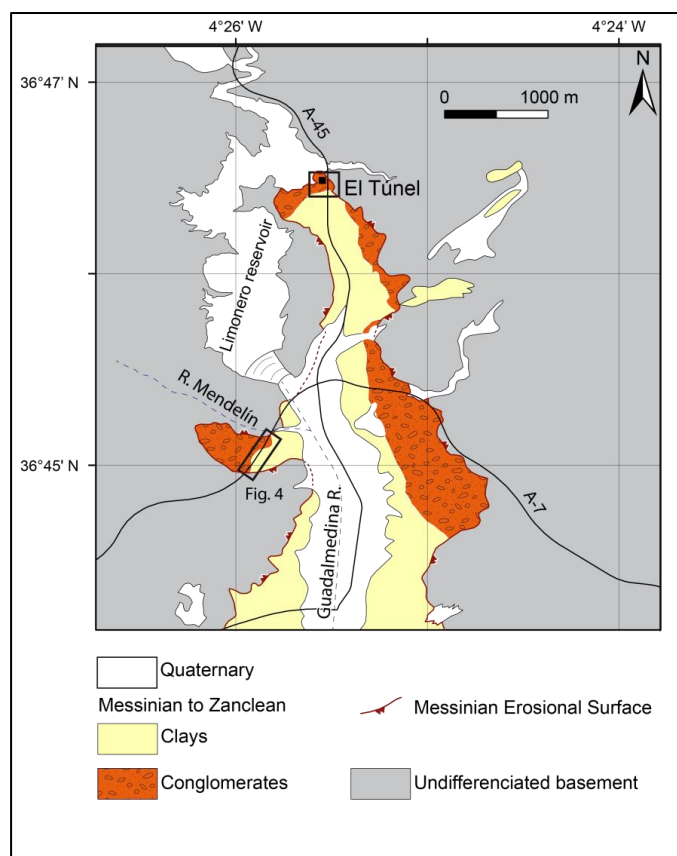 4°26' W
4°24' W
36°47' N
N
0
1000 m
A-45
El Túnel
Limonero reservoir
R. Mendelín
36°45' N
Fig. 4
Guadalmedina R.
A-7
Quaternary
Messinian to Zanclean
Messinian Erosional Surface
Clays
Conglomerates
Undifferenciated basement